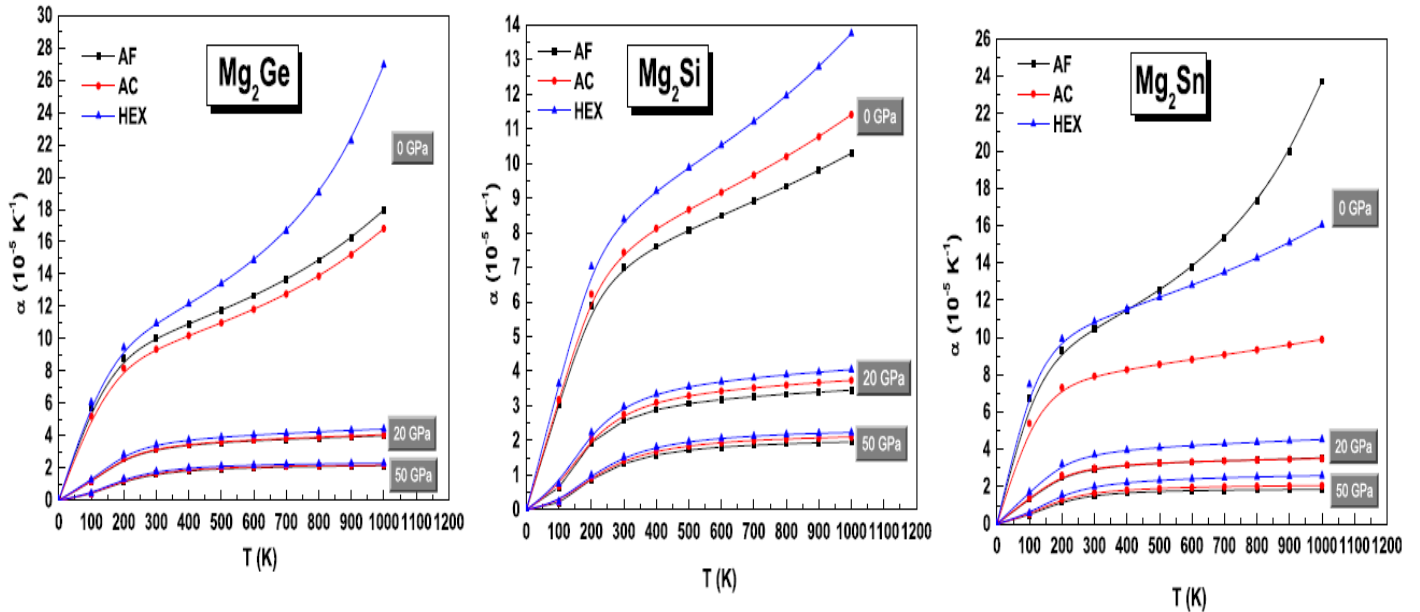 30
28
26
24
22
20
18
16
14
12
10
8
6
4
2
0
α (10⁻⁵ K⁻¹)
AF
AC
HEX
Mg₂Ge
0 GPa
20 GPa
50 GPa
0 100 200 300 400 500 600 700 800 900 1000 1100 1200
T (K)
14
13
12
11
10
9
8
7
6
5
4
3
2
1
0
α (10⁻⁵ K⁻¹)
AF
AC
HEX
Mg₂Si
0 GPa
20 GPa
50 GPa
0 100 200 300 400 500 600 700 800 900 1000 1100 1200
T (K)
26
24
22
20
18
16
14
12
10
8
6
4
2
0
α (10⁻⁵ K⁻¹)
AF
AC
HEX
Mg₂Sn
0 GPa
20 GPa
50 GPa
0 100 200 300 400 500 600 700 800 900 1000 1100 1200
T (K)